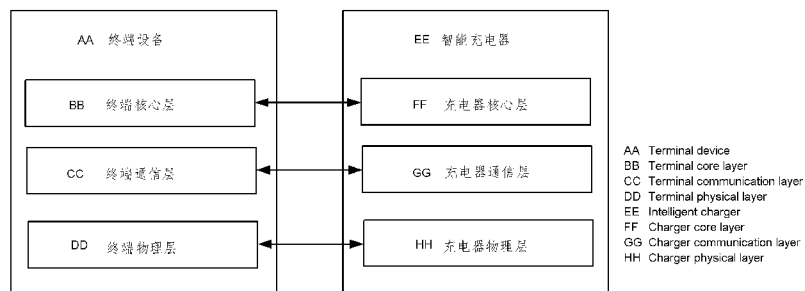 AA 终端设备
BB 终端核心层
CC 终端通信层
DD 终端物理层
EE 智能充电器
FF 充电器核心层
GG 充电器通信层
HH 充电器物理层
AA Terminal device
BB Terminal core layer
CC Terminal communication layer
DD Terminal physical layer
EE Intelligent charger
FF Charger core layer
GG Charger communication layer
HH Charger physical layer